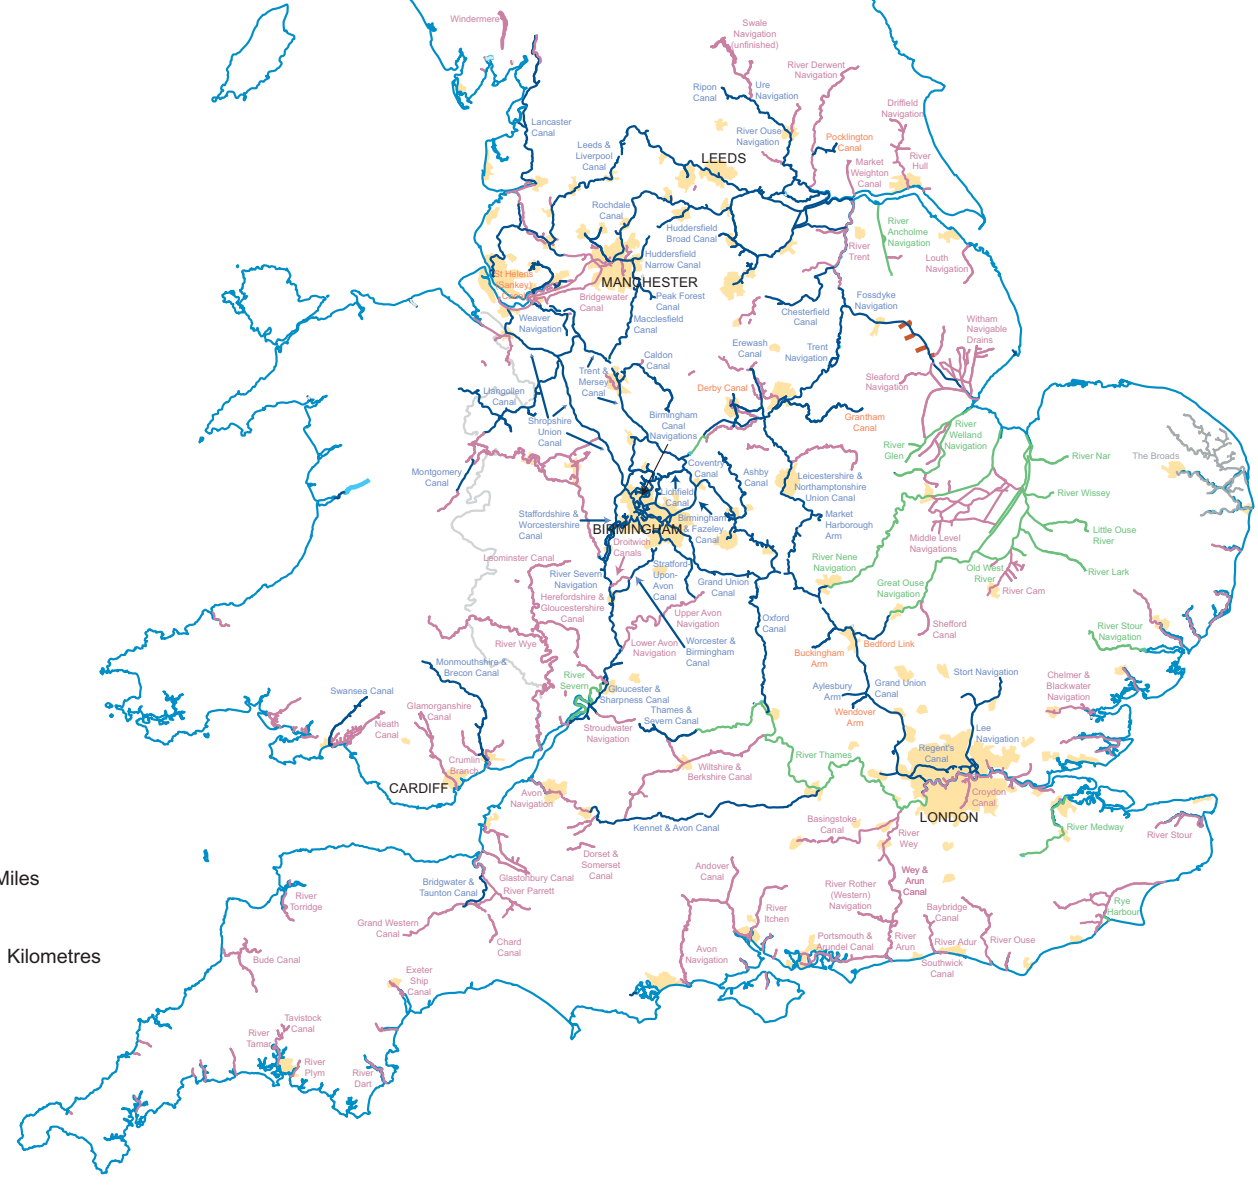 Windermere
Swale
Navigation
(unfinished)
River Derwent
Navigation
Ripon
Canal
Ure
Navigation
Driffield
Navigation
Lancaster
Canal
River Ouse
Navigation
Pocklington
Canal
Leeds &
Liverpool
Canal
LEEDS
Market
Weighton
Canal
River
Hull
Rochdale
Canal
Huddersfield
Broad Canal
River
Ancholme
Navigation
Huddersfield
Narrow Canal
River
Trent
Louth
Navigation
St Helens
(Sankey)
Canal
MANCHESTER
Bridgewater
Canal
Peak Forest
Canal
Fossdyke
Navigation
Weaver
Navigation
Macclesfield
Canal
Chesterfield
Canal
Witham
Navigable
Drains
Erewash
Canal
Trent
Navigation
Caldon
Canal
Trent &
Mersey
Canal
Sleaford
Navigation
Llangollen
Canal
Derby Canal
Shropshire
Union
Canal
Birmingham
Canal
Navigations
Grantham
Canal
River
Welland
Navigation
River
Glen
River Nar
The Broads
Montgomery
Canal
Coventry
Canal
Ashby
Canal
Leicestershire &
Northamptonshire
Union Canal
Lichfield
Canal
River Wissey
Staffordshire &
Worcestershire
Canal
BIRMINGHAM
Birmingham
& Fazeley
Canal
Market
Harborough
Arm
Little Ouse
River
Droitwich
Canals
Middle Level
Navigations
Leominster Canal
River Severn
Navigation
Stratford-
Upon-
Avon
Canal
Grand Union
Canal
River Nene
Navigation
Old West
River
River Lark
Great Ouse
Navigation
River Cam
Herefordshire &
Gloucestershire
Canal
Upper Avon
Navigation
Oxford
Canal
Shefford
Canal
River Stour
Navigation
River Wye
Lower Avon
Navigation
Worcester &
Birmingham
Canal
Buckingham
Arm
Bedford Link
Monmouthshire &
Brecon Canal
River
Severn
Swansea Canal
Gloucester &
Sharpness Canal
Aylesbury
Arm
Grand Union
Canal
Stort Navigation
Chelmer &
Blackwater
Navigation
Glamorganshire
Canal
Neath
Canal
Thames &
Severn Canal
Wendover
Arm
Stroudwater
Navigation
Lee
Navigation
Crumlin
Branch
River Thames
Regent's
Canal
CARDIFF
Wiltshire &
Berkshire Canal
Avon
Navigation
Croydon
Canal
LONDON
Kennet & Avon Canal
Basingstoke
Canal
River
Wey
River Medway
River Stour
Dorset &
Somerset
Canal
Andover
Canal
Wey &
Arun
Canal
Miles
Bridgwater &
Taunton Canal
Glastonbury Canal
River Parrett
River Rother
(Western)
Navigation
River
Torridge
Baybridge
Canal
Rye
Harbour
River
Itchen
Grand Western
Canal
Chard
Canal
Portsmouth &
Arundel Canal
River
Arun
River Adur
River Ouse
Avon
Navigation
Southwick
Canal
Kilometres
Bude Canal
Exeter
Ship
Canal
Tavistock
Canal
River
Tamar
River
Plym
River
Dart